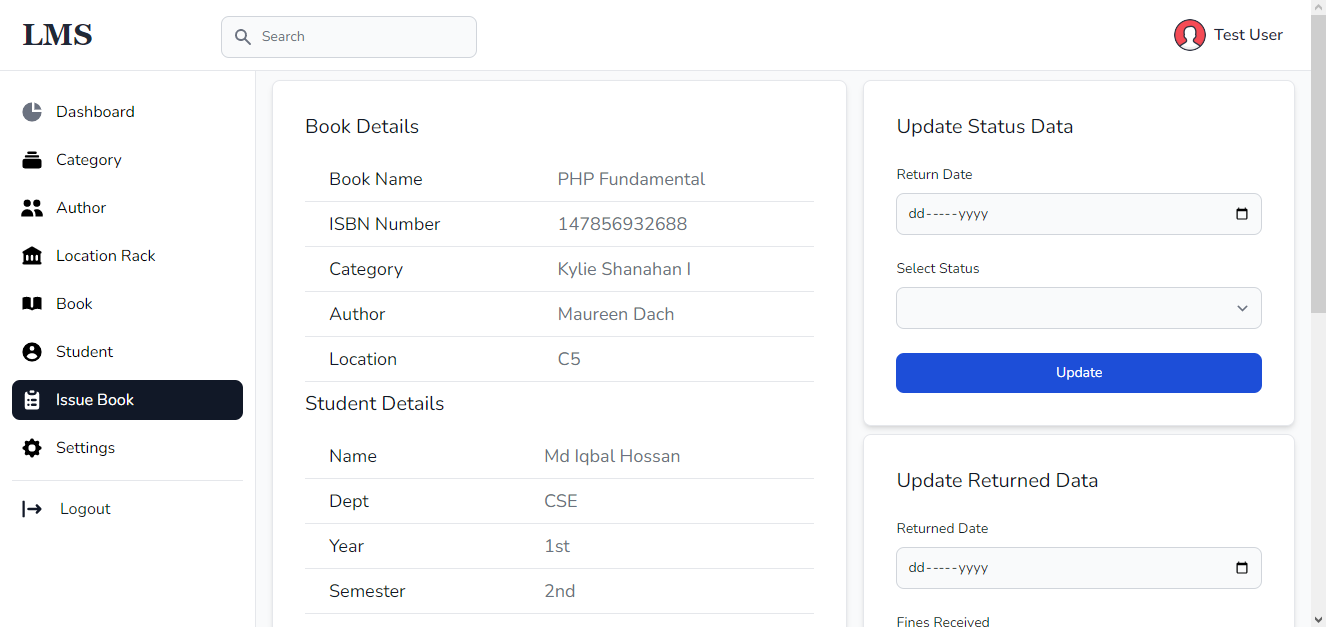 LMS
Search
Test User
Dashboard
Category
Author
Location Rack
Book
Student
Issue Book
Settings
Logout
Book Details
Book Name PHP Fundamental
ISBN Number 147856932688
Category Kylie Shanahan I
Author Maureen Dach
Location C5
Student Details
Name Md Iqbal Hossan
Dept CSE
Year 1st
Semester 2nd
Update Status Data
Return Date
dd-----yyyy
Select Status
Update
Update Returned Data
Returned Date
dd-----yyyy
Fines Received